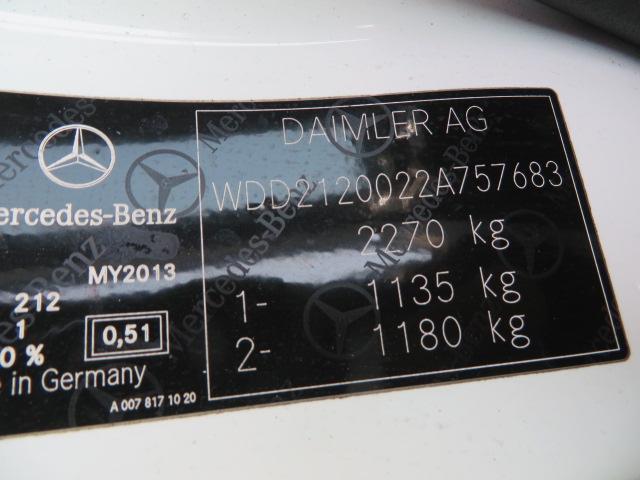 DAIMLER AG
WDD2120022A757683
2270 kg
1- 1135 kg
2- 1180 kg
Mercedes-Benz
MY2013
212
1
0,51
0 %
in Germany
A 007 817 10 20